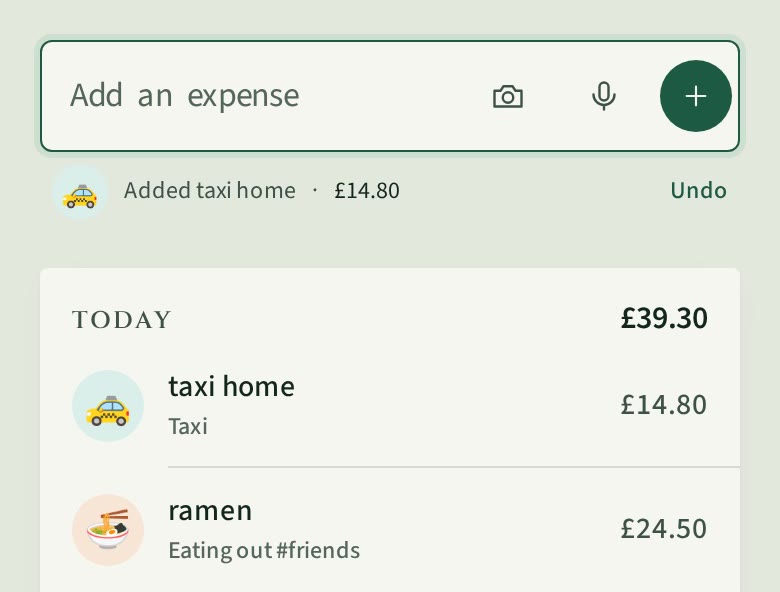 Add an expense
Added taxi home · £14.80 Undo
TODAY £39.30
taxi home £14.80
Taxi
ramen £24.50
Eating out #friends